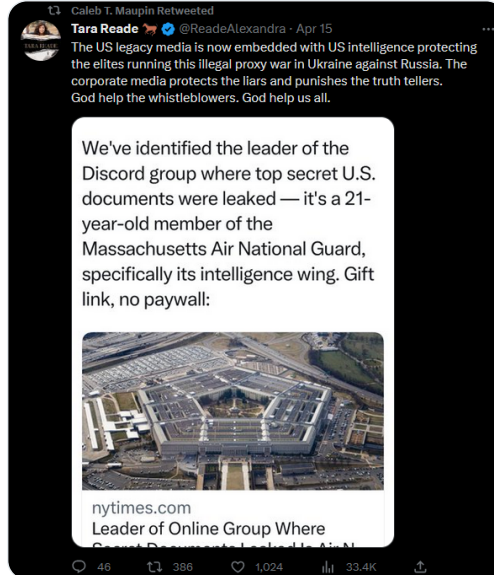 Caleb T. Maupin Retweeted
Tara Reade 🐎 @ReadeAlexandra · Apr 15
The US legacy media is now embedded with US intelligence protecting
the elites running this illegal proxy war in Ukraine against Russia. The
corporate media protects the liars and punishes the truth tellers.
God help the whistleblowers. God help us all.
We've identified the leader of the
Discord group where top secret U.S.
documents were leaked — it's a 21-
year-old member of the
Massachusetts Air National Guard,
specifically its intelligence wing. Gift
link, no paywall:
nytimes.com
Leader of Online Group Where
Secret Documents Leaked Is Air N
46 386 1,024 33.4K